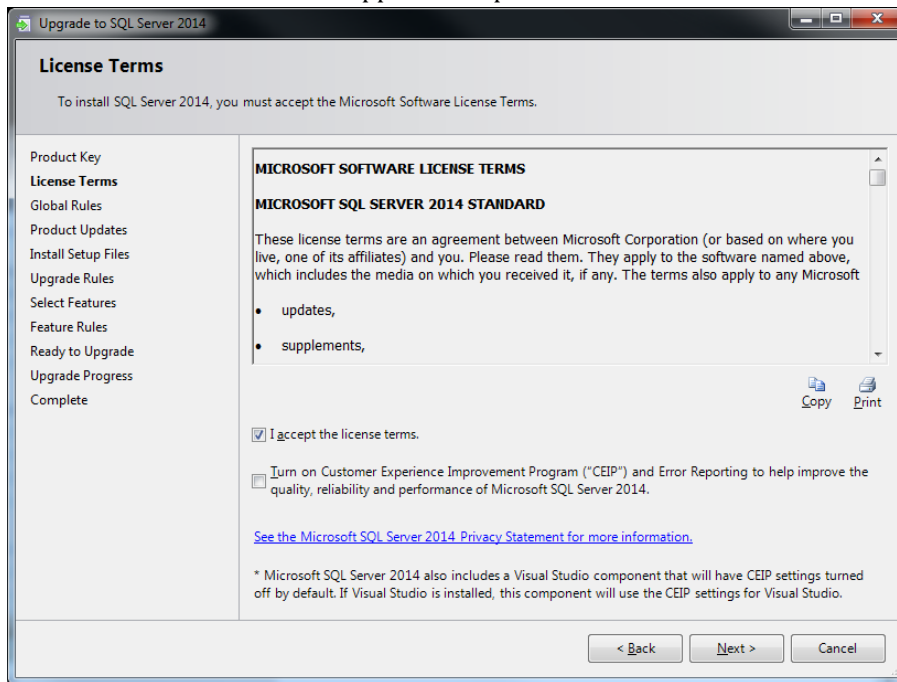 Upgrade to SQL Server 2014
License Terms
To install SQL Server 2014, you must accept the Microsoft Software License Terms.
Product Key
License Terms
Global Rules
Product Updates
Install Setup Files
Upgrade Rules
Select Features
Feature Rules
Ready to Upgrade
Upgrade Progress
Complete
MICROSOFT SOFTWARE LICENSE TERMS
MICROSOFT SQL SERVER 2014 STANDARD
These license terms are an agreement between Microsoft Corporation (or based on where you
live, one of its affiliates) and you. Please read them. They apply to the software named above,
which includes the media on which you received it, if any. The terms also apply to any Microsoft
• updates,
• supplements,
Copy Print
I accept the license terms.
Turn on Customer Experience Improvement Program ("CEIP") and Error Reporting to help improve the
quality, reliability and performance of Microsoft SQL Server 2014.
See the Microsoft SQL Server 2014 Privacy Statement for more information.
* Microsoft SQL Server 2014 also includes a Visual Studio component that will have CEIP settings turned
off by default. If Visual Studio is installed, this component will use the CEIP settings for Visual Studio.
< Back Next > Cancel